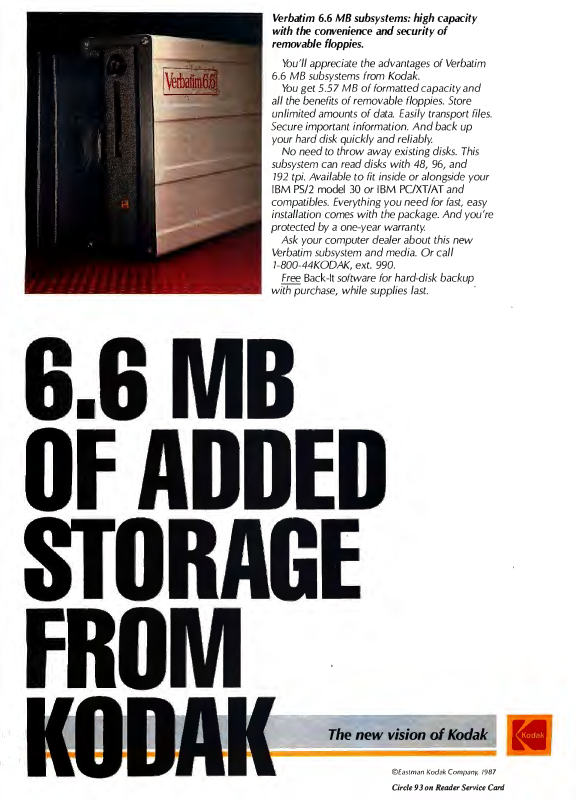 Verbatim 6.6
Verbatim 6.6 MB subsystems: high capacity
with the convenience and security of
removable floppies.
You'll appreciate the advantages of Verbatim
6.6 MB subsystems from Kodak.
You get 5.57 MB of formatted capacity and
all the benefits of removable floppies. Store
unlimited amounts of data. Easily transport files.
Secure important information. And back up
your hard disk quickly and reliably.
No need to throw away existing disks. This
subsystem can read disks with 48, 96, and
192 tpi. Available to fit inside or alongside your
IBM PS/2 model 30 or IBM PC/XT/AT and
compatibles. Everything you need for fast, easy
installation comes with the package. And you're
protected by a one-year warranty.
Ask your computer dealer about this new
Verbatim subsystem and media. Or call
1-800-44KODAK, ext. 990.
Free Back-It software for hard-disk backup
with purchase, while supplies last.
6.6 MB
OF ADDED
STORAGE
FROM
KODAK
The new vision of Kodak
Kodak
©Eastman Kodak Company, 1987
Circle 93 on Reader Service Card